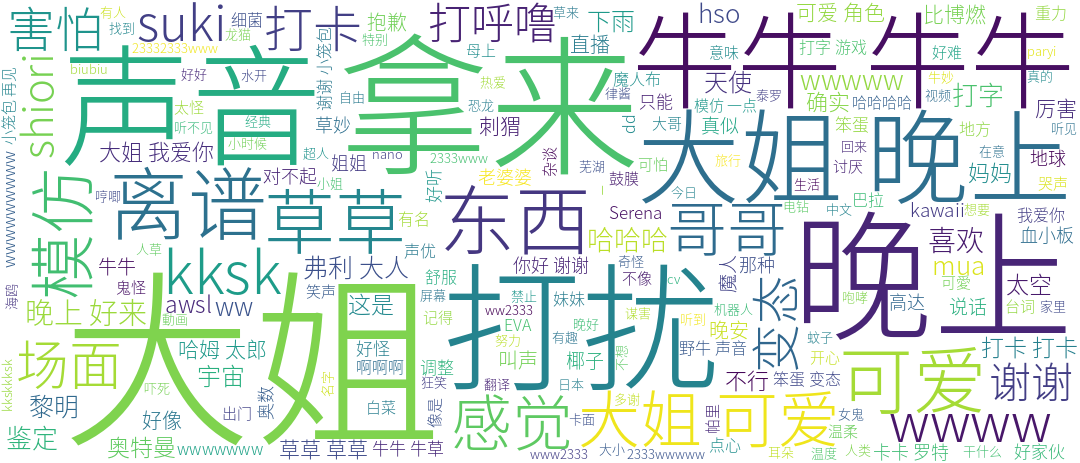 有人
草来
害怕
suki
打卡
打呼噜
抱歉
细菌
下雨
hso
可爱 角色
比博燃
重力
找到
龙猫
23332333www
特别
母上
直播
意味
打字 游戏
好难
biubiu
好好
水开
谢谢 小笼包
热爱
魔人布
天使
wwwww
牛妙
paryi
真的
声音
拿来
牛牛 牛牛
小笼包 再见
shiori
太怪
自由
恐龙
律酱
只能
泰罗
模仿 一点
确实
视频
哈哈哈哈
打字
厉害
听不见
经典
草妙
刺猬
dd
大哥
真似
笨蛋
地方
听见
小时候
超人
大姐 我爱你
姐姐
nano
2333www
杂谈
芜湖
可怕
鼓膜
旅行
回来
讨厌
在意
地球
大姐 晚上
哼唧
对不起
小姐
老婆婆
好听
今日
生活
妈妈
哭声
wwwwwwwwwwwww
模仿
离谱
草草
有名
东西
Serena
哈哈哈
哥哥
电钻
中文
巴拉
kawaii
想要
我爱你
血小板
人草
声优
海鸥
牛牛
鬼怪
kksk
弗利 大人
你好 谢谢
奇怪
不像
cv
魔人
那种
晚上
喜欢
mua
太空
可愛
笑声
舒服
屏幕
禁止
妹妹
机器人
咆哮
台词
家里
awsl
ww
这是
打扰
变态
高达
说话
晚上 好来
動画
记得
ww2333
晚好
谋害
听到
晚安
蚊子
大姐
EVA
努力
有趣
不想
野牛 声音
打卡 打卡
场面
哈姆 太郎
好怪
调整
叫声
椰子
开心
宇宙
啊啊啊
kkskksk
吓死
名字
狂笑
翻译
日本
不行
笨蛋 变态
可爱
谢谢
黎明
好像
出门
奥数
白菜
像是
感觉
卡面
多谢
大姐 可爱
帕里
女鬼
温柔
wwww
鉴定
奥特曼
wwwwwww
草草 草草
牛牛 牛草
www2333
大小
2333wwwww
点心
耳朵
温度
人类
卡卡 罗特
干什么
好家伙